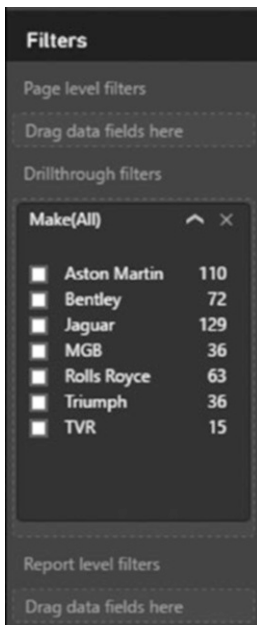 Filters
Page level filters
Drag data fields here
Drillthrough filters
Make(All)
Aston Martin 110
Bentley 72
Jaguar 129
MGB 36
Rolls Royce 63
Triumph 36
TVR 15
Report level filters
Drag data fields here